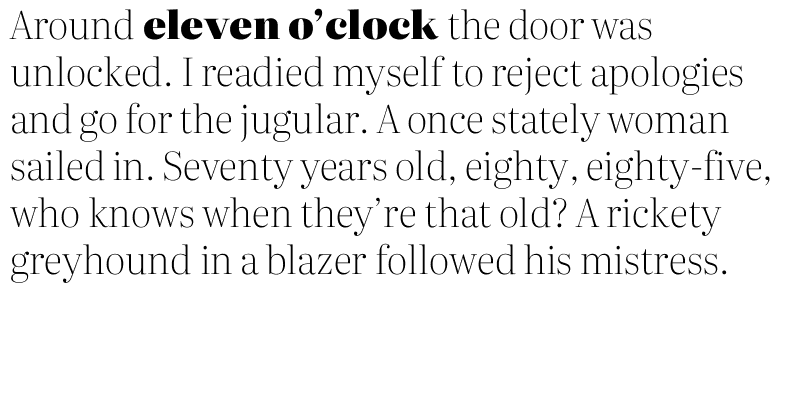 Around eleven o’clock the door was
unlocked. I readied myself to reject apologies
and go for the jugular. A once stately woman
sailed in. Seventy years old, eighty, eighty-five,
who knows when they’re that old? A rickety
greyhound in a blazer followed his mistress.